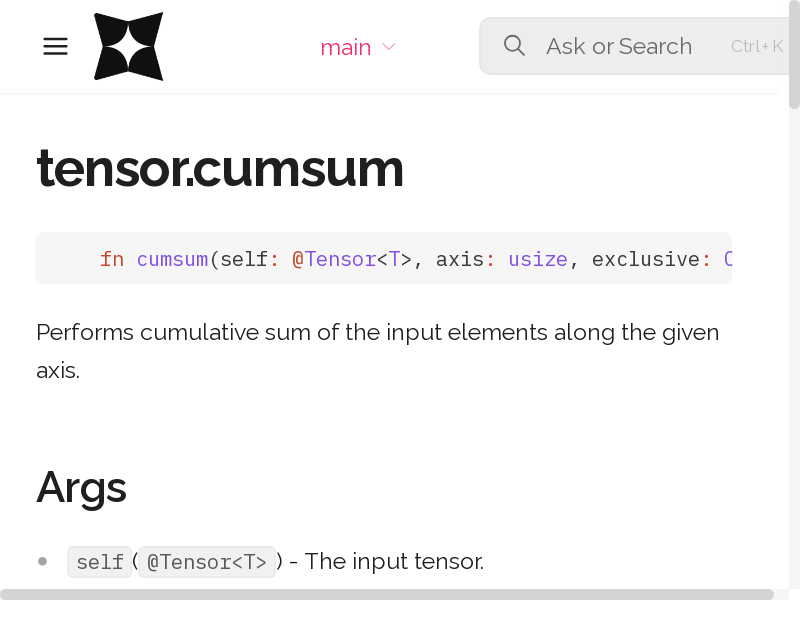 main
Ask or Search
Ctrl+K
tensor.cumsum
fn cumsum(self: @Tensor<T>, axis: usize, exclusive:
Performs cumulative sum of the input elements along the given
axis.
Args
self (@Tensor<T>) - The input tensor.